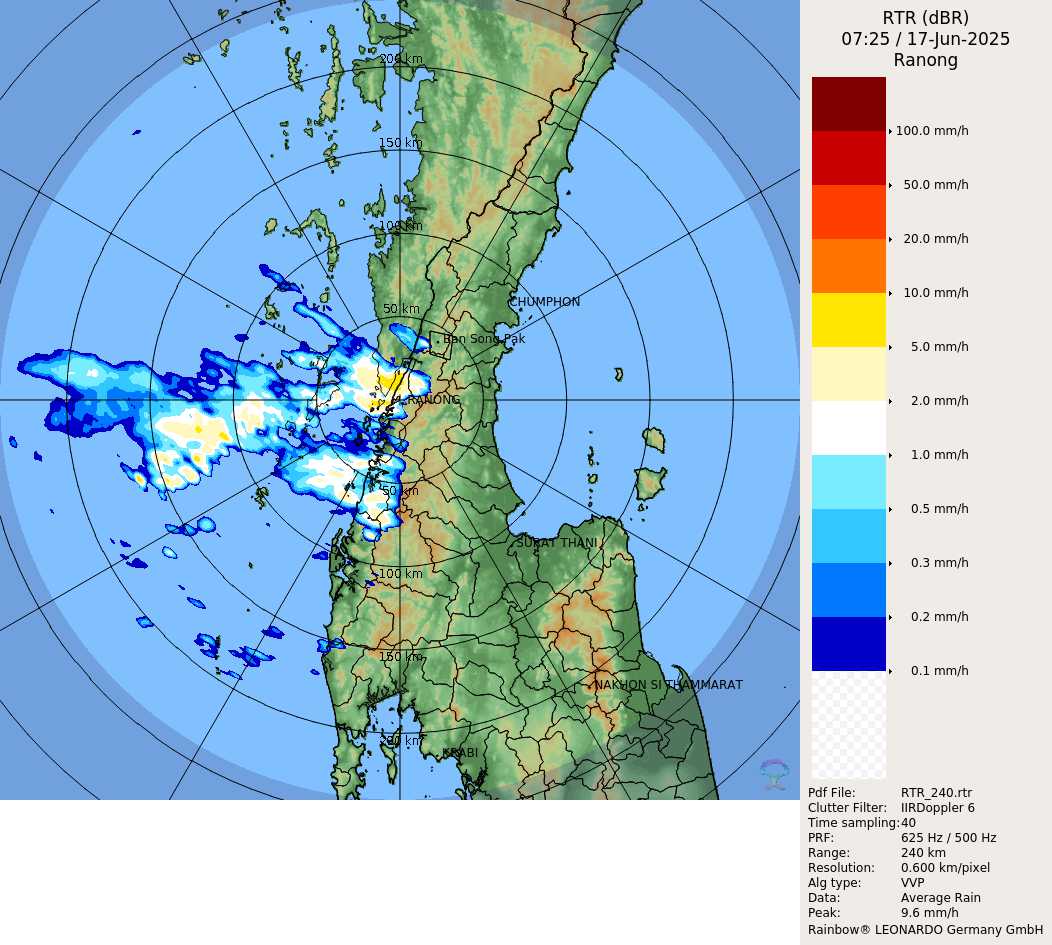 RTR (dBR)
07:25 / 17-Jun-2025
Ranong
100.0 mm/h
50.0 mm/h
20.0 mm/h
10.0 mm/h
5.0 mm/h
2.0 mm/h
1.0 mm/h
0.5 mm/h
0.3 mm/h
0.2 mm/h
0.1 mm/h
Pdf File: RTR_240.rtr
Clutter Filter: IIRDoppler 6
Time sampling: 40
PRF: 625 Hz / 500 Hz
Range: 240 km
Resolution: 0.600 km/pixel
Alg type: VVP
Data: Average Rain
Peak: 9.6 mm/h
Rainbow® LEONARDO Germany GmbH
200 km
150 km
100 km
50 km
CHUMPHON
Ban Song Pak
RANONG
50 km
SURAT THANI
100 km
150 km
NAKHON SI THAMMARAT
200 km
KRABI